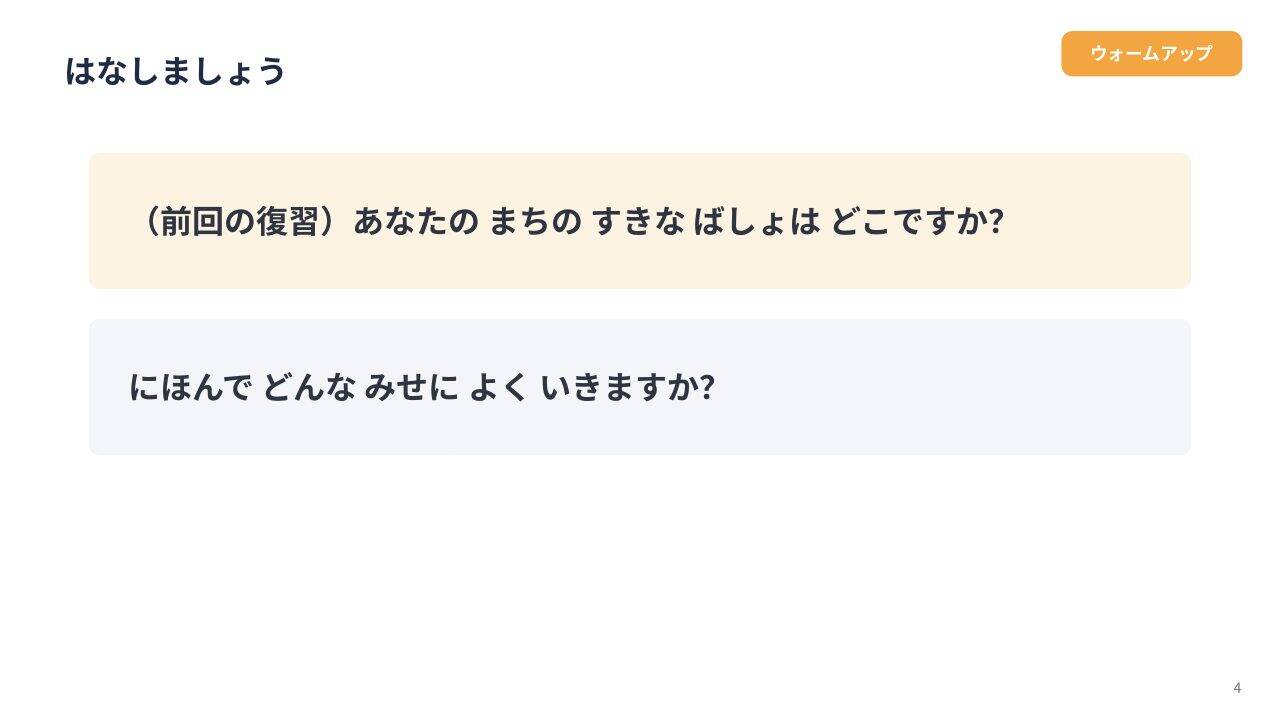 はなしましょう
ウォームアップ
（前回の復習）あなたの まちの すきな ばしょは どこですか?
にほんで どんな みせに よく いきますか?
4